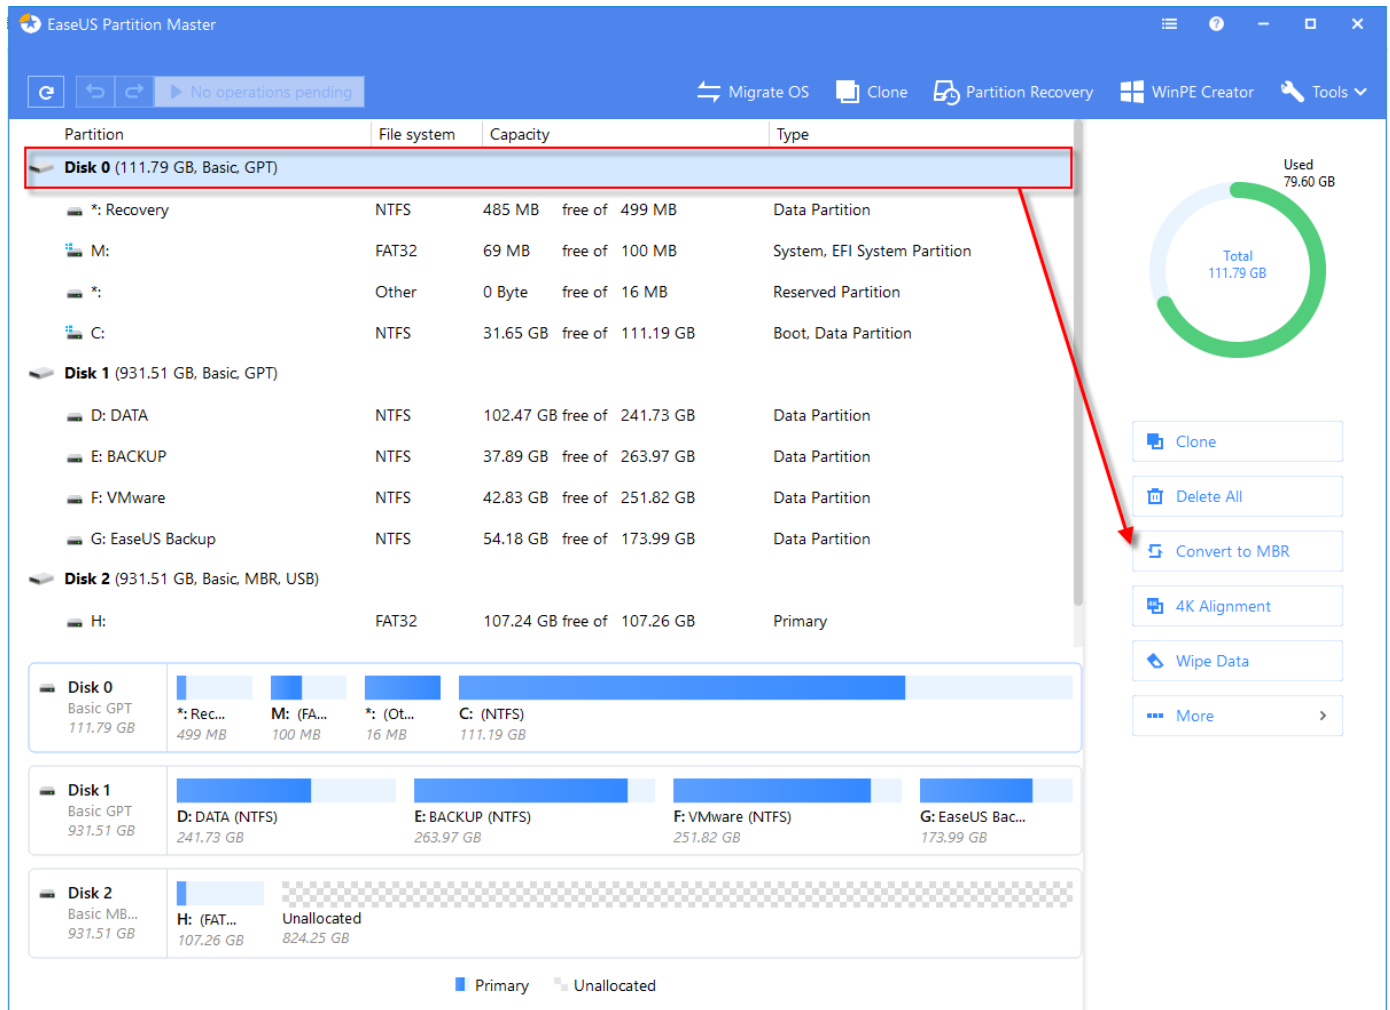 EaseUS Partition Master
No operations pending
Migrate OS Clone Partition Recovery WinPE Creator Tools
Partition File system Capacity Type
Disk 0 (111.79 GB, Basic, GPT)
*: Recovery NTFS 485 MB free of 499 MB Data Partition
M: FAT32 69 MB free of 100 MB System, EFI System Partition
*: Other 0 Byte free of 16 MB Reserved Partition
C: NTFS 31.65 GB free of 111.19 GB Boot, Data Partition
Disk 1 (931.51 GB, Basic, GPT)
D: DATA NTFS 102.47 GB free of 241.73 GB Data Partition
E: BACKUP NTFS 37.89 GB free of 263.97 GB Data Partition
F: VMware NTFS 42.83 GB free of 251.82 GB Data Partition
G: EaseUS Backup NTFS 54.18 GB free of 173.99 GB Data Partition
Disk 2 (931.51 GB, Basic, MBR, USB)
H: FAT32 107.24 GB free of 107.26 GB Primary
Used
79.60 GB
Total
111.79 GB
Clone
Delete All
Convert to MBR
4K Alignment
Wipe Data
More
Disk 0
Basic GPT
111.79 GB
*: Rec... M: (FA... *: (Ot... C: (NTFS)
499 MB 100 MB 16 MB 111.19 GB
Disk 1
Basic GPT
931.51 GB
D: DATA (NTFS) E: BACKUP (NTFS) F: VMware (NTFS) G: EaseUS Bac...
241.73 GB 263.97 GB 251.82 GB 173.99 GB
Disk 2
Basic MB...
931.51 GB
H: (FAT... Unallocated
107.26 GB 824.25 GB
Primary Unallocated